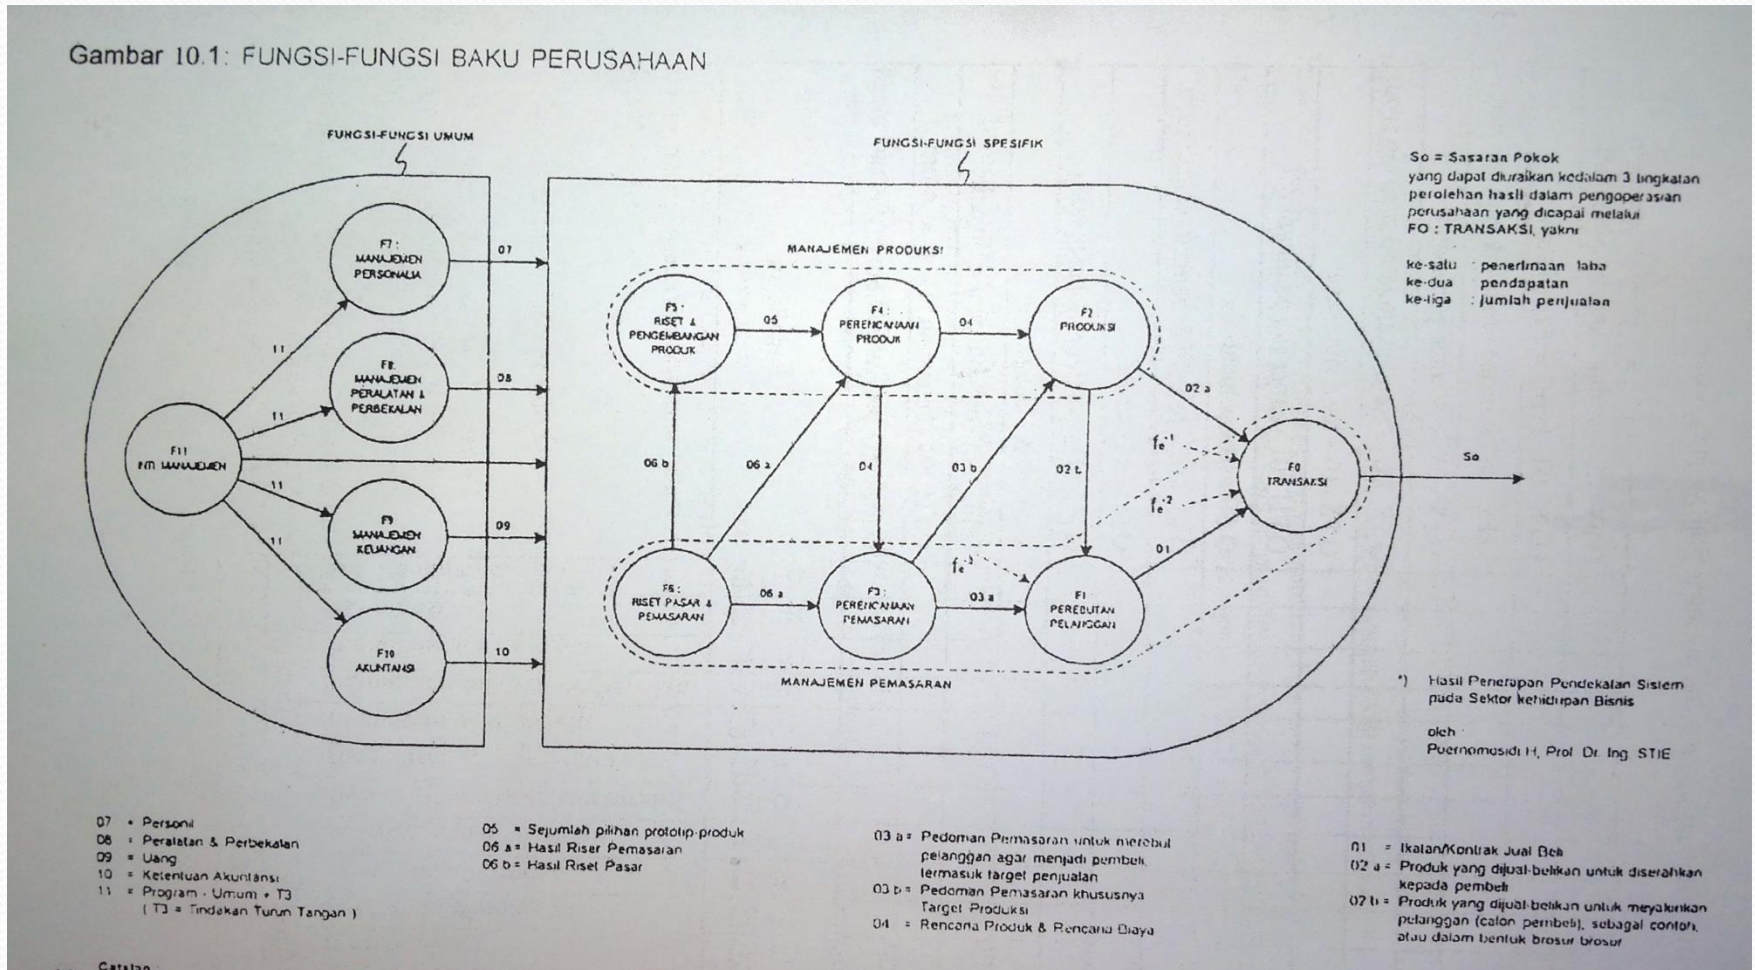 Gambar 10.1: FUNGSI-FUNGSI BAKU PERUSAHAAN
FUNGSI-FUNGSI UMUM
FUNGSI-FUNGSI SPESIFIK
So = Sasaran Pokok
yang dapat diuraikan kedalam 3 tingkatan
perolehan hasil dalam pengoperasian
perusahaan yang dicapai melalui
FO : TRANSAKSI, yakni
ke-satu : penerimaan laba
ke-dua : pendapatan
ke-tiga : jumlah penjualan
F7 :
MANAJEMEN
PERSONALIA
07
11
F8
MANAJEMEN
PERALATAN &
PERBEKALAN
08
11
F11
INTI MANAJEMEN
11
F9
MANAJEMEN
KEUANGAN
09
11
F10
AKUNTANSI
10
MANAJEMEN PRODUKSI
F5 :
RISET &
PENGEMBANGAN
PRODUK
05
F4 :
PERENCANAAN
PRODUK
04
F2
PRODUKSI
02 a
06 b
06 a
04
03 b
02 b
fe-1
fe-2
F0
TRANSAKSI
So
F6 :
RISET PASAR &
PEMASARAN
06 a
F3 :
PERENCANAAN
PEMASARAN
03 a
fe-3
F1
PEREBUTAN
PELANGGAN
01
MANAJEMEN PEMASARAN
*) Hasil Penerapan Pendekatan Sistem
pada Sektor kehidupan Bisnis
oleh
Poernomosidi H, Prof. Dr. Ing. STIE
07 = Personil
08 = Peralatan & Perbekalan
09 = Uang
10 = Ketentuan Akuntansi
11 = Program - Umum + T3
( T3 = Tindakan Turun Tangan )
05 = Sejumlah pilihan prototip-produk
06 a = Hasil Riser Pemasaran
06 b = Hasil Riset Pasar
03 a = Pedoman Pemasaran untuk merebut
pelanggan agar menjadi pembeli,
termasuk target penjualan
03 b = Pedoman Pemasaran khususnya
Target Produksi
04 = Rencana Produk & Rencana Biaya
01 = Ikatan/Kontrak Jual Beli
02 a = Produk yang dijual-belikan untuk diserahkan
kepada pembeli
02 b = Produk yang dijual-belikan untuk meyakinkan
pelanggan (calon pembeli), sebagai contoh,
atau dalam bentuk brosur brosur
Catatan :